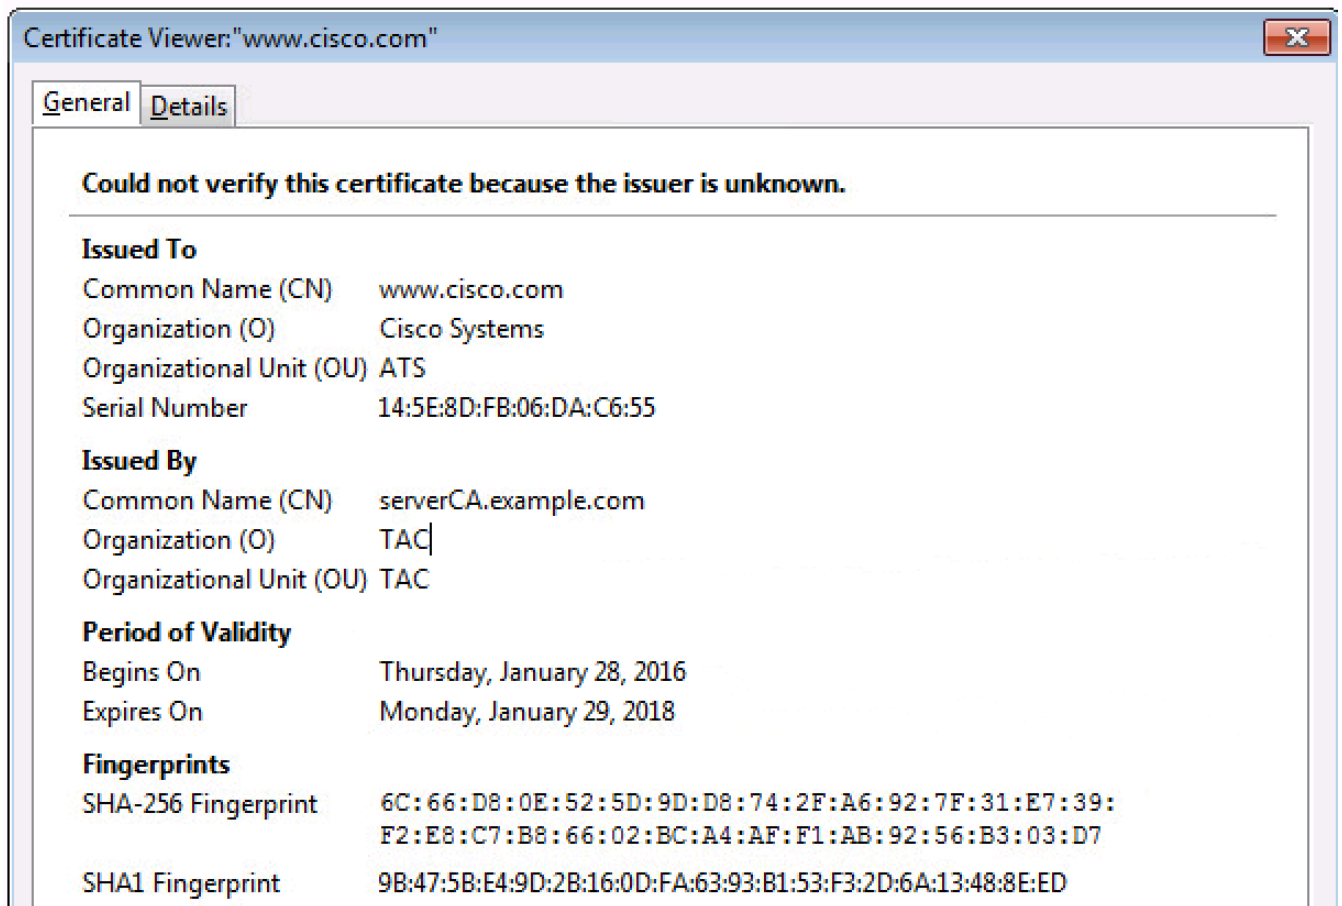 Certificate Viewer:"www.cisco.com"
General Details
Could not verify this certificate because the issuer is unknown.
Issued To
Common Name (CN) www.cisco.com
Organization (O) Cisco Systems
Organizational Unit (OU) ATS
Serial Number 14:5E:8D:FB:06:DA:C6:55
Issued By
Common Name (CN) serverCA.example.com
Organization (O) TAC
Organizational Unit (OU) TAC
Period of Validity
Begins On Thursday, January 28, 2016
Expires On Monday, January 29, 2018
Fingerprints
SHA-256 Fingerprint 6C:66:D8:0E:52:5D:9D:D8:74:2F:A6:92:7F:31:E7:39:
F2:E8:C7:B8:66:02:BC:A4:AF:F1:AB:92:56:B3:03:D7
SHA1 Fingerprint 9B:47:5B:E4:9D:2B:16:0D:FA:63:93:B1:53:F3:2D:6A:13:48:8E:ED